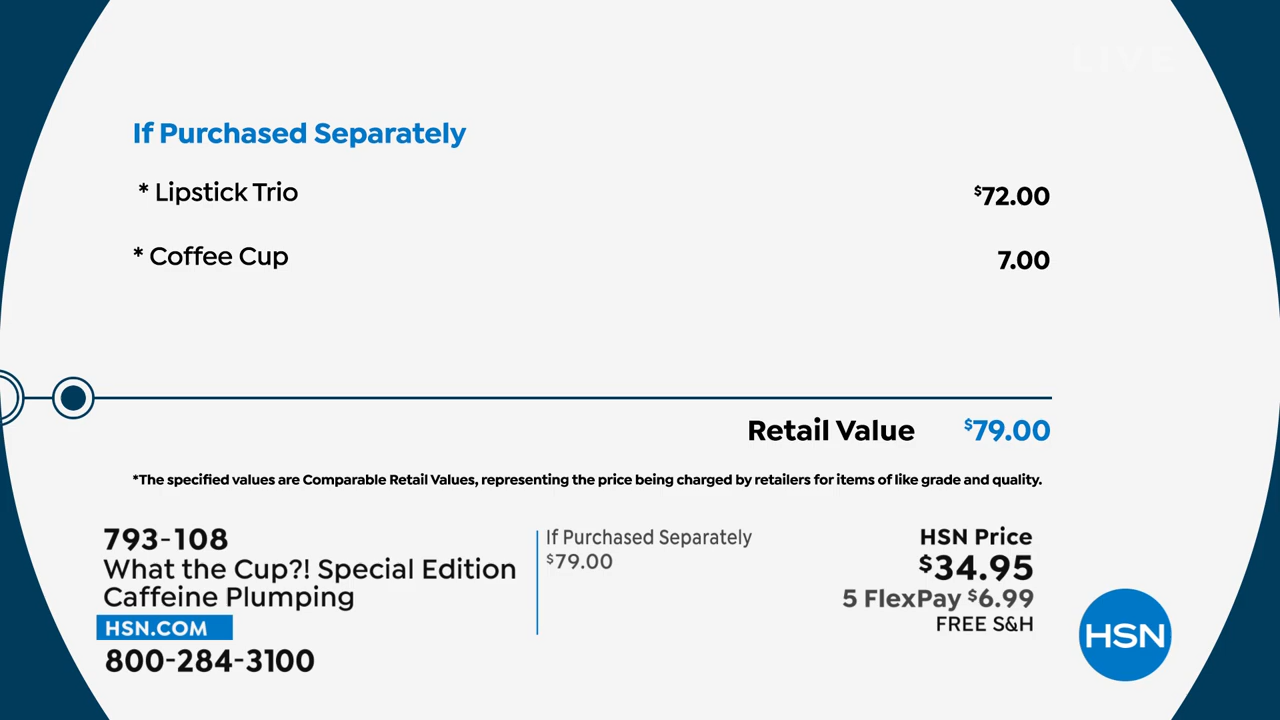 LIVE
If Purchased Separately
* Lipstick Trio $72.00
* Coffee Cup 7.00
Retail Value $79.00
*The specified values are Comparable Retail Values, representing the price being charged by retailers for items of like grade and quality.
793-108
What the Cup?! Special Edition
Caffeine Plumping
HSN.COM
800-284-3100
If Purchased Separately
$79.00
HSN Price
$34.95
5 FlexPay $6.99
FREE S&H
HSN